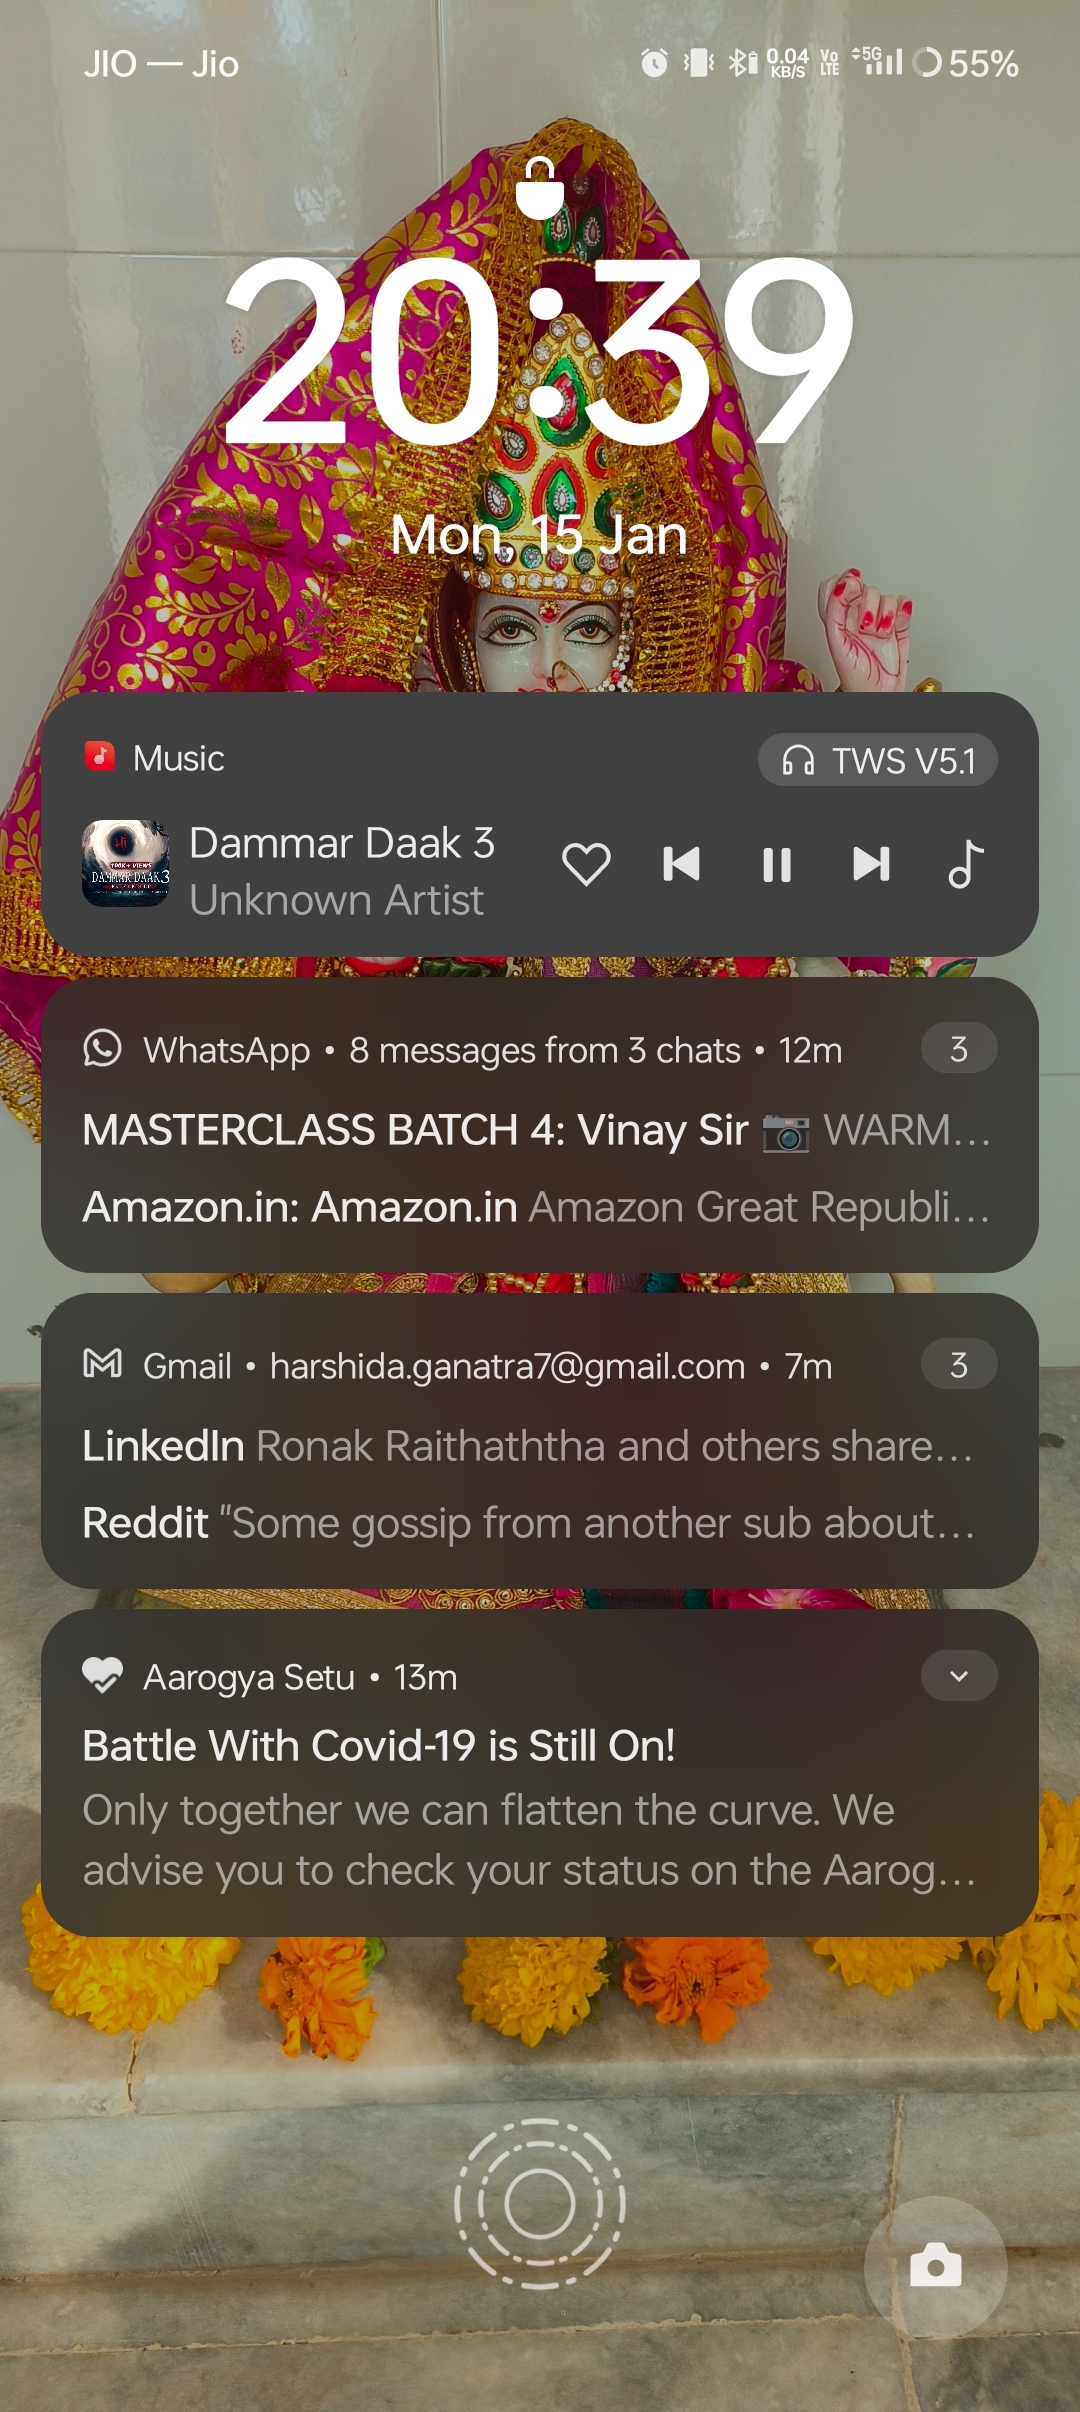 JIO — Jio
0.04 KB/S Vo LTE 5G 55%
20:39
Mon, 15 Jan
Music TWS V5.1
Dammar Daak 3
Unknown Artist
100K+ VIEWS
DAMMAR DAAK 3
WhatsApp • 8 messages from 3 chats • 12m 3
MASTERCLASS BATCH 4: Vinay Sir 📷 WARM...
Amazon.in: Amazon.in Amazon Great Republi...
Gmail • harshida.ganatra7@gmail.com • 7m 3
LinkedIn Ronak Raithaththa and others share...
Reddit "Some gossip from another sub about...
Aarogya Setu • 13m
Battle With Covid-19 is Still On!
Only together we can flatten the curve. We
advise you to check your status on the Aarog...